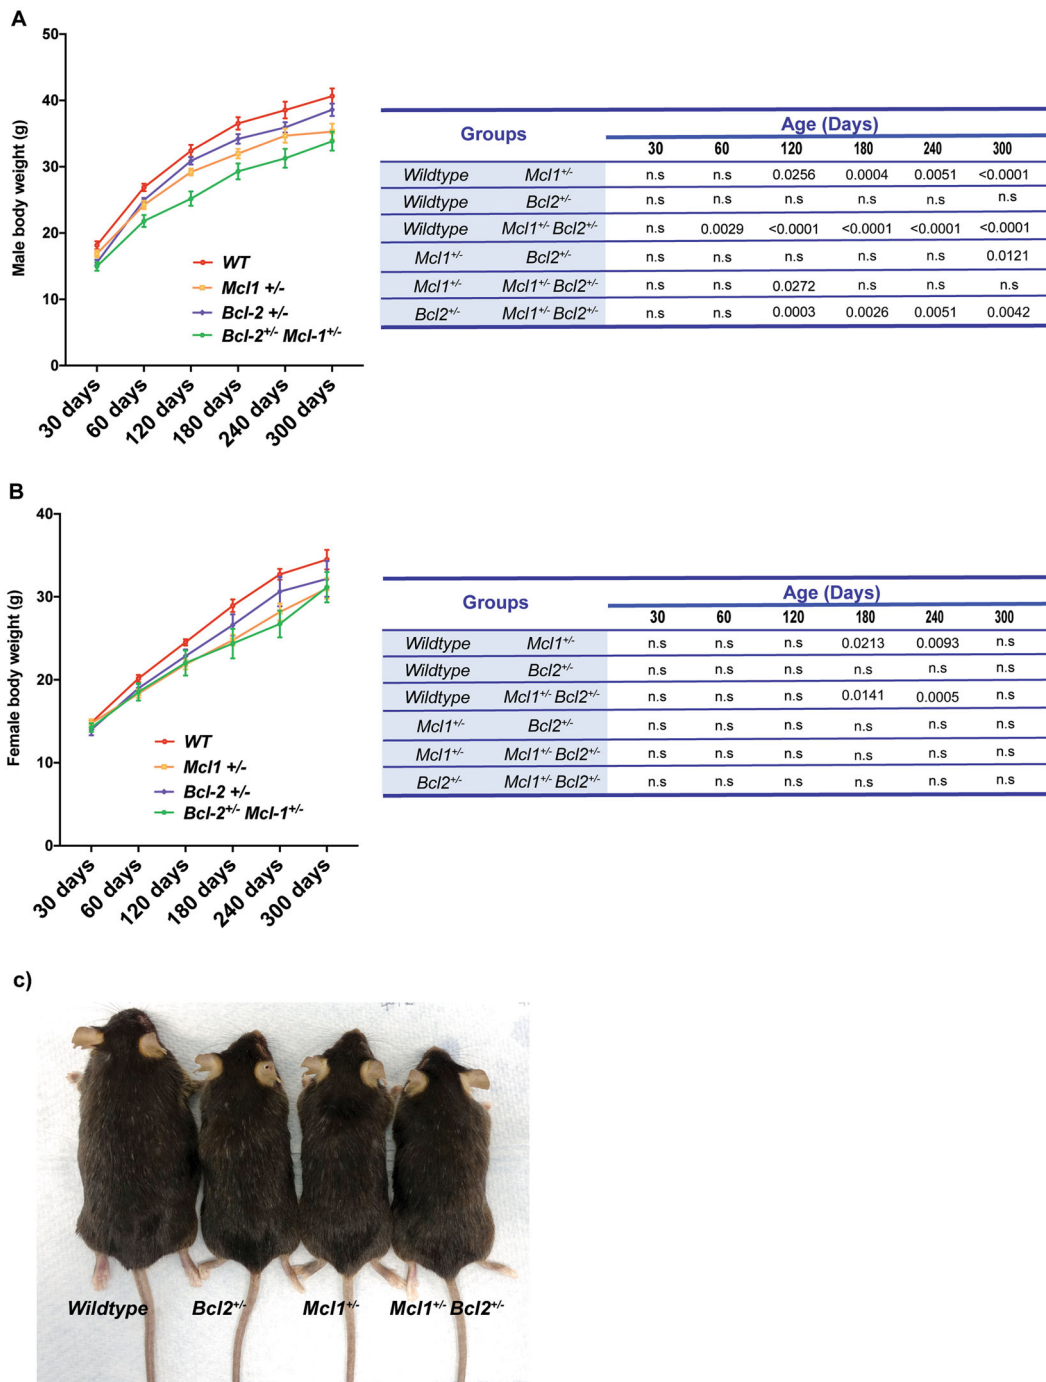 A
Male body weight (g)
50
40
30
20
10
0
WT
Mcl1 +/-
Bcl-2 +/-
Bcl-2+/- Mcl-1+/-
30 days
60 days
120 days
180 days
240 days
300 days
Groups
Age (Days)
30 60 120 180 240 300
Wildtype Mcl1+/- n.s n.s 0.0256 0.0004 0.0051 <0.0001
Wildtype Bcl2+/- n.s n.s n.s n.s n.s n.s
Wildtype Mcl1+/- Bcl2+/- n.s 0.0029 <0.0001 <0.0001 <0.0001 <0.0001
Mcl1+/- Bcl2+/- n.s n.s n.s n.s n.s 0.0121
Mcl1+/- Mcl1+/- Bcl2+/- n.s n.s 0.0272 n.s n.s n.s
Bcl2+/- Mcl1+/- Bcl2+/- n.s n.s 0.0003 0.0026 0.0051 0.0042
B
Female body weight (g)
40
30
20
10
0
WT
Mcl1 +/-
Bcl-2 +/-
Bcl-2+/- Mcl-1+/-
30 days
60 days
120 days
180 days
240 days
300 days
Groups
Age (Days)
30 60 120 180 240 300
Wildtype Mcl1+/- n.s n.s n.s 0.0213 0.0093 n.s
Wildtype Bcl2+/- n.s n.s n.s n.s n.s n.s
Wildtype Mcl1+/- Bcl2+/- n.s n.s n.s 0.0141 0.0005 n.s
Mcl1+/- Bcl2+/- n.s n.s n.s n.s n.s n.s
Mcl1+/- Mcl1+/- Bcl2+/- n.s n.s n.s n.s n.s n.s
Bcl2+/- Mcl1+/- Bcl2+/- n.s n.s n.s n.s n.s n.s
c)
Wildtype Bcl2+/- Mcl1+/- Mcl1+/- Bcl2+/-